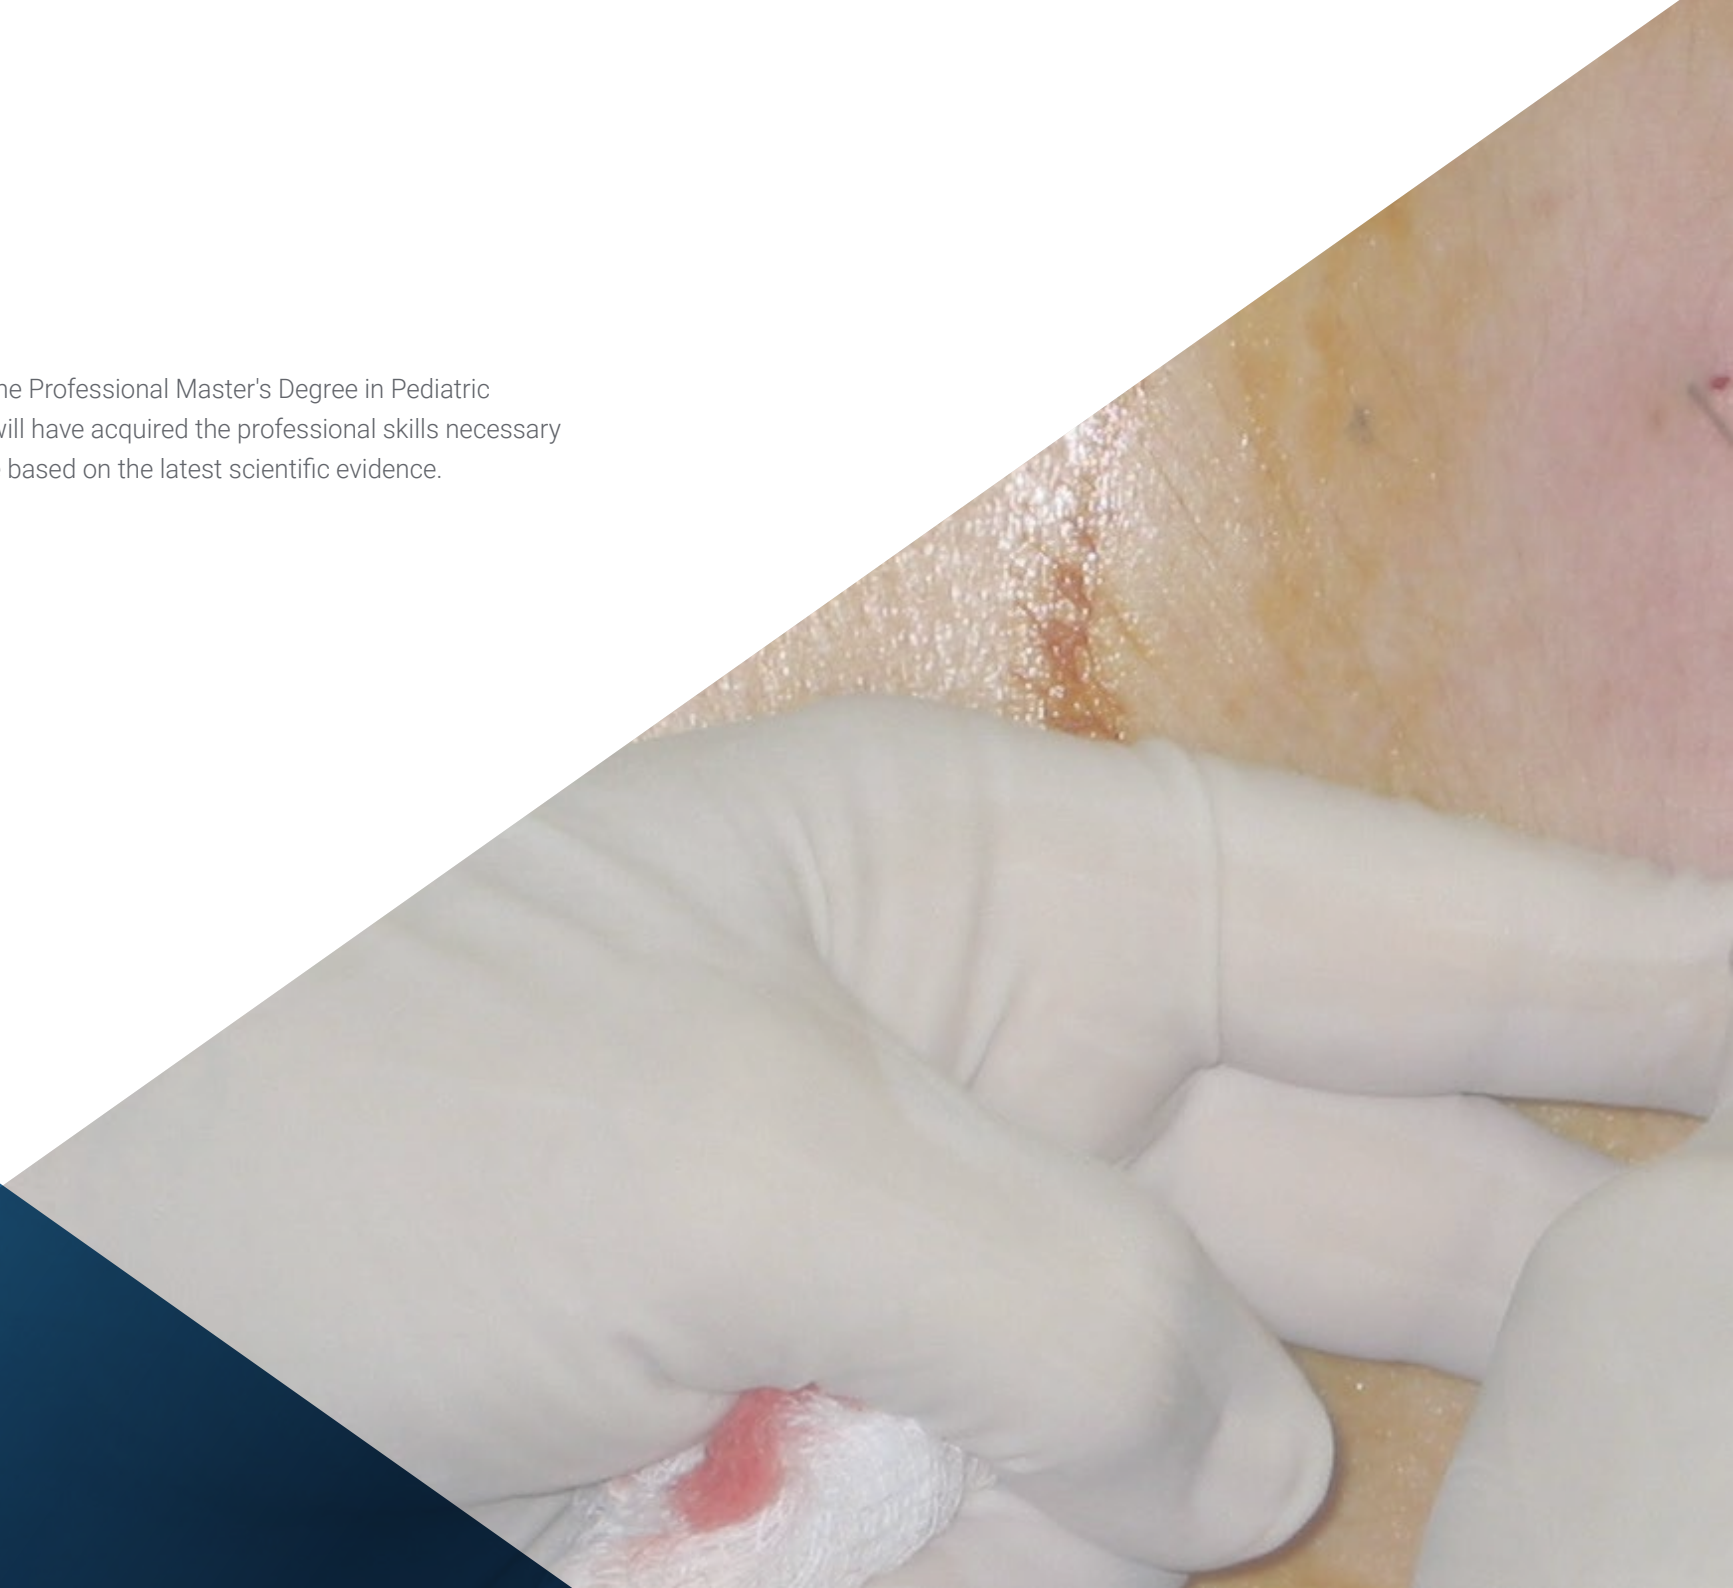 he Professional Master's Degree in Pediatric
will have acquired the professional skills necessary
based on the latest scientific evidence.